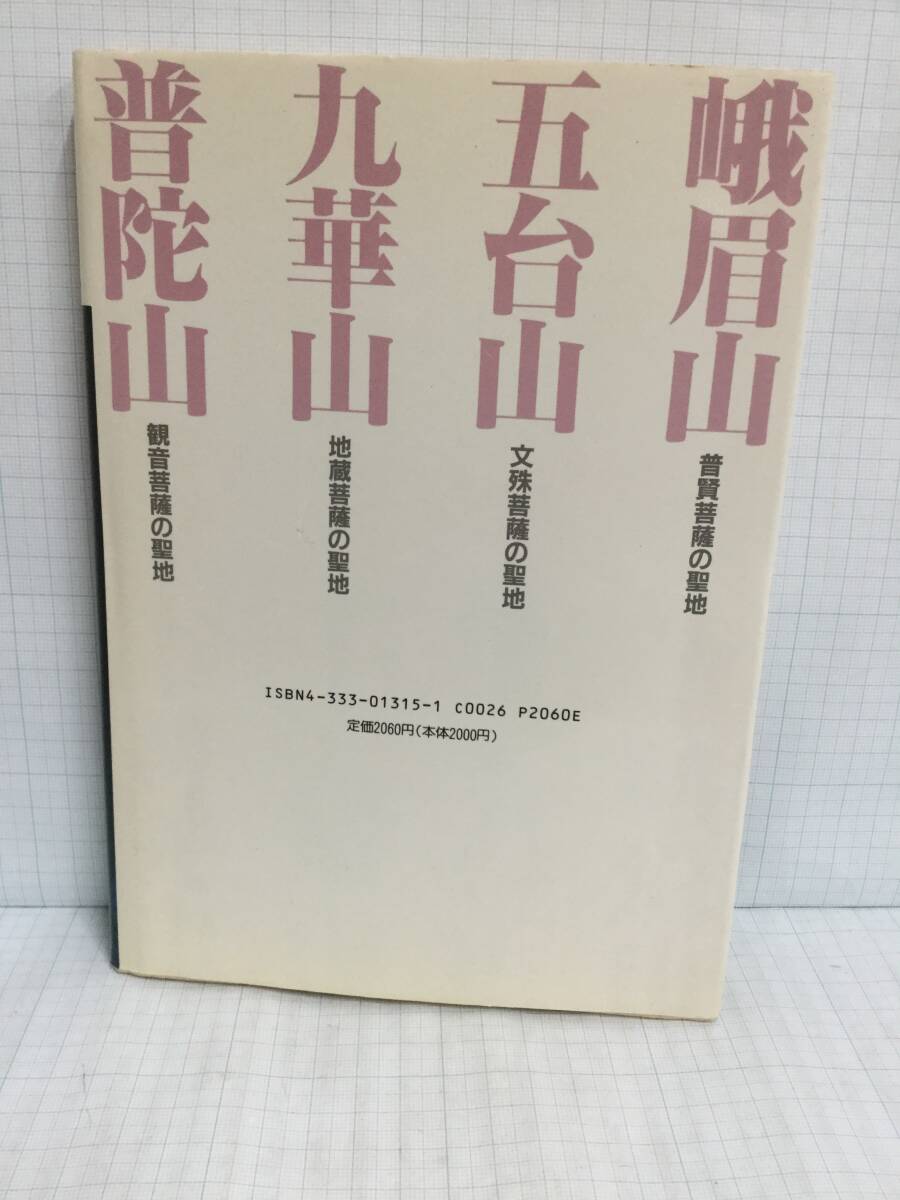 峨眉山
普賢菩薩の聖地
五台山
文殊菩薩の聖地
九華山
地蔵菩薩の聖地
普陀山
観音菩薩の聖地
ISBN4-333-01315-1 C0026 P2060E
定価2060円(本体2000円)